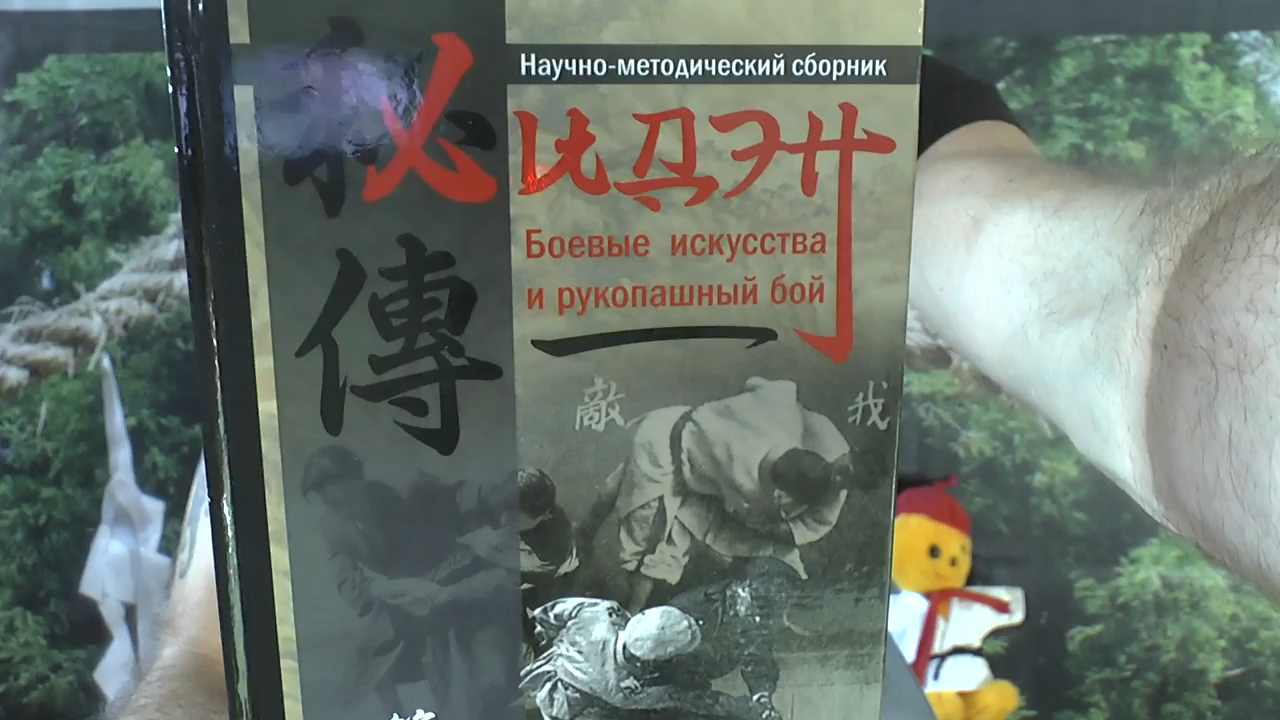 Научно-методический сборник
秘傳
ХИДЭН
Боевые искусства
и рукопашный бой
敵 我